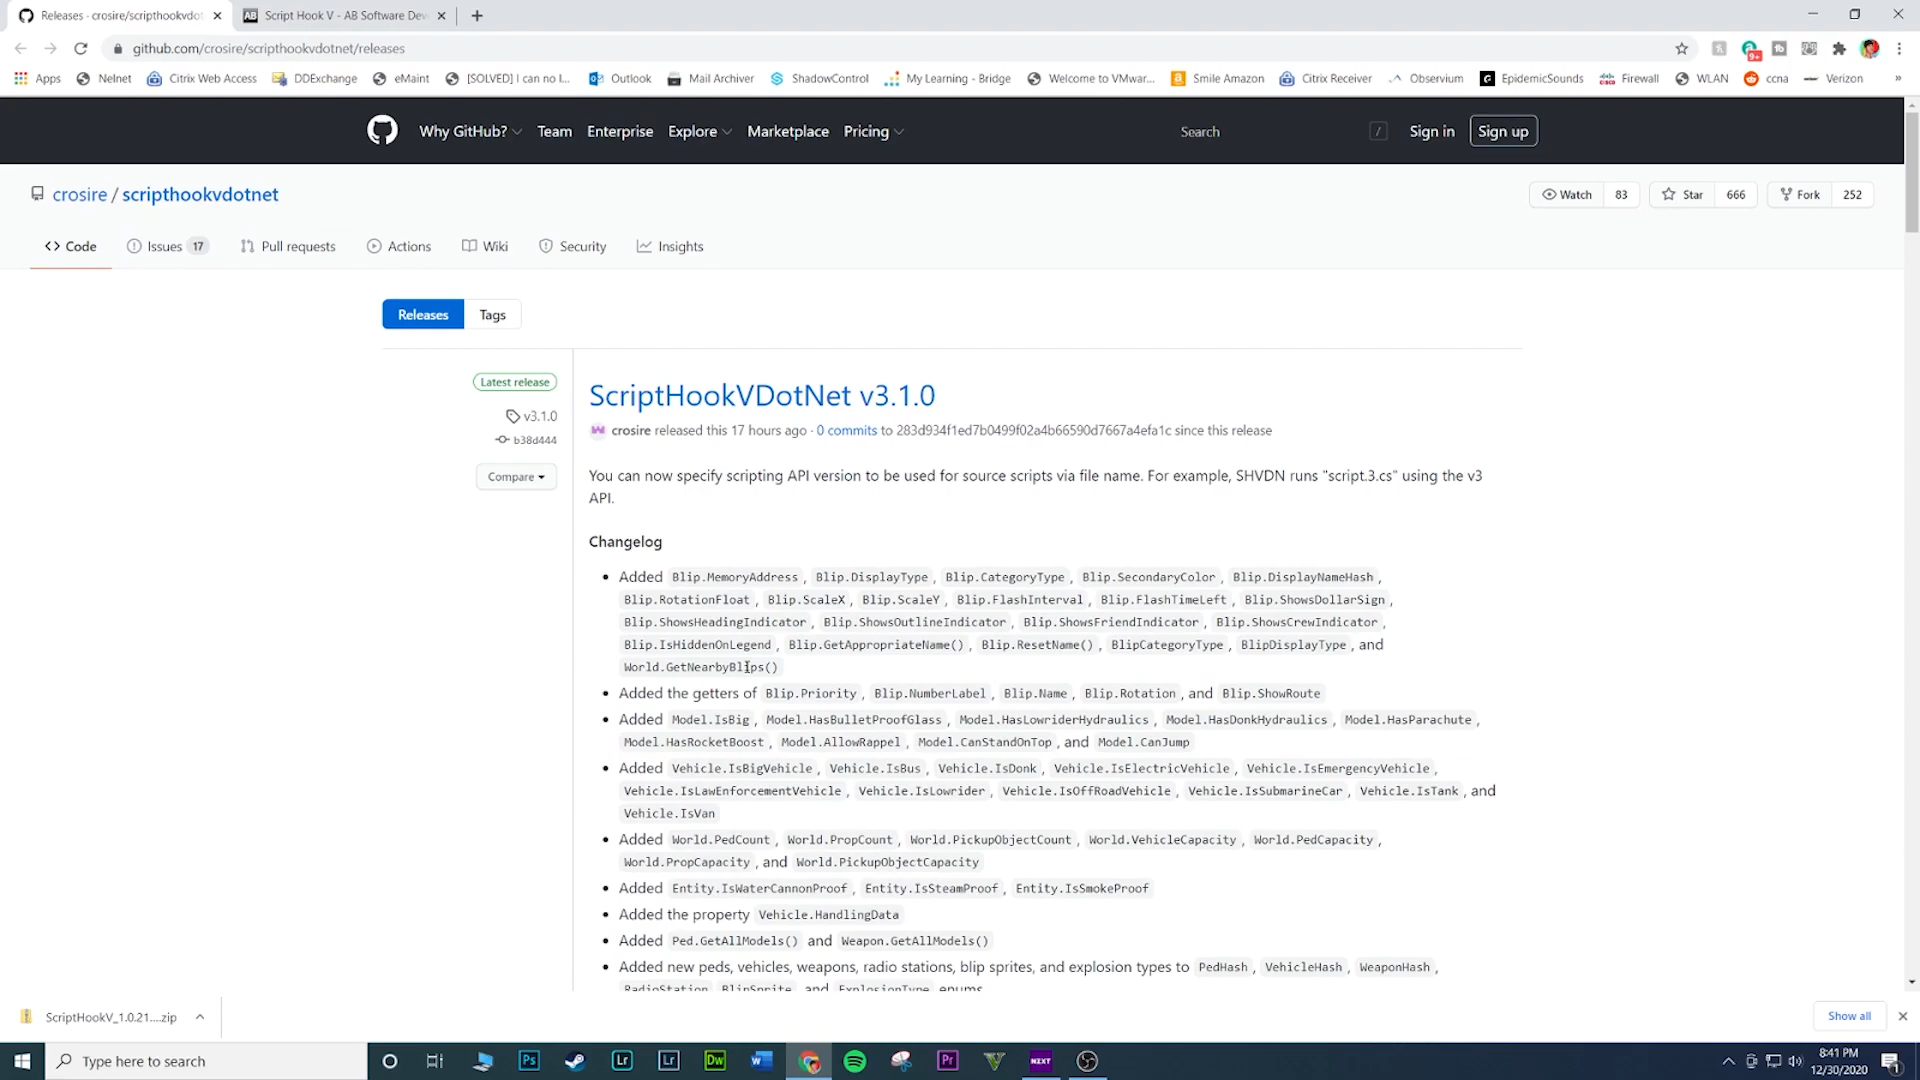 Releases · crosire/scripthookvdot
Script Hook V - AB Software Dev
github.com/crosire/scripthookvdotnet/releases
9+
Apps Nelnet Citrix Web Access DDExchange eMaint [SOLVED] I can no l... Outlook Mail Archiver ShadowControl My Learning - Bridge Welcome to VMwar... Smile Amazon Citrix Receiver Observium EpidemicSounds Firewall WLAN ccna Verizon »
Why GitHub? Team Enterprise Explore Marketplace Pricing Search / Sign in Sign up
crosire / scripthookvdotnet
Watch 83 Star 666 Fork 252
Code Issues 17 Pull requests Actions Wiki Security Insights
Releases Tags
Latest release
v3.1.0
b38d444
Compare
ScriptHookVDotNet v3.1.0
crosire released this 17 hours ago · 0 commits to 283d934f1ed7b0499f02a4b66590d7667a4efa1c since this release
You can now specify scripting API version to be used for source scripts via file name. For example, SHVDN runs "script.3.cs" using the v3
API.
Changelog
• Added Blip.MemoryAddress , Blip.DisplayType , Blip.CategoryType , Blip.SecondaryColor , Blip.DisplayNameHash ,
Blip.RotationFloat , Blip.ScaleX , Blip.ScaleY , Blip.FlashInterval , Blip.FlashTimeLeft , Blip.ShowsDollarSign ,
Blip.ShowsHeadingIndicator , Blip.ShowsOutlineIndicator , Blip.ShowsFriendIndicator , Blip.ShowsCrewIndicator ,
Blip.IsHiddenOnLegend , Blip.GetAppropriateName() , Blip.ResetName() , BlipCategoryType , BlipDisplayType , and
World.GetNearbyBlips()
• Added the getters of Blip.Priority , Blip.NumberLabel , Blip.Name , Blip.Rotation , and Blip.ShowRoute
• Added Model.IsBig , Model.HasBulletProofGlass , Model.HasLowriderHydraulics , Model.HasDonkHydraulics , Model.HasParachute ,
Model.HasRocketBoost , Model.AllowRappel , Model.CanStandOnTop , and Model.CanJump
• Added Vehicle.IsBigVehicle , Vehicle.IsBus , Vehicle.IsDonk , Vehicle.IsElectricVehicle , Vehicle.IsEmergencyVehicle ,
Vehicle.IsLawEnforcementVehicle , Vehicle.IsLowrider , Vehicle.IsOffRoadVehicle , Vehicle.IsSubmarineCar , Vehicle.IsTank , and
Vehicle.IsVan
• Added World.PedCount , World.PropCount , World.PickupObjectCount , World.VehicleCapacity , World.PedCapacity ,
World.PropCapacity , and World.PickupObjectCapacity
• Added Entity.IsWaterCannonProof , Entity.IsSteamProof , Entity.IsSmokeProof
• Added the property Vehicle.HandlingData
• Added Ped.GetAllModels() and Weapon.GetAllModels()
• Added new peds, vehicles, weapons, radio stations, blip sprites, and explosion types to PedHash , VehicleHash , WeaponHash ,
RadioStation BlipSprite and ExplosionType enums
ScriptHookV_1.0.21....zip
Show all
Type here to search
Ps Lr Lr Dw W Pr NZXT
8:41 PM
12/30/2020
1